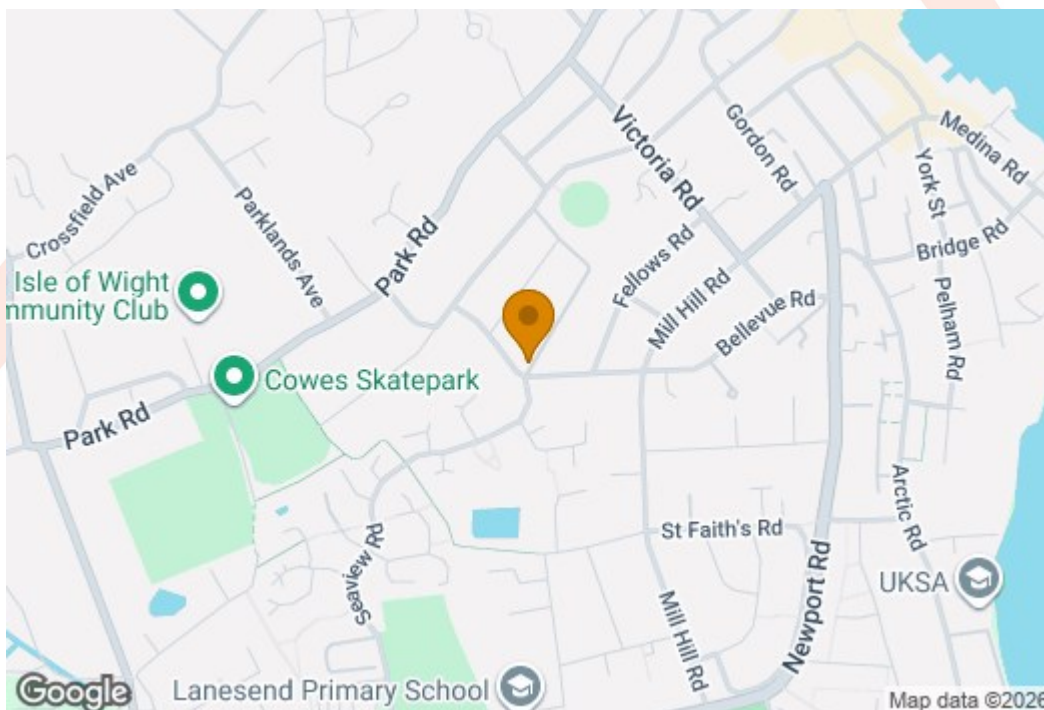 Crossfield Ave
Parklands Ave
Park Rd
Victoria Rd
Gordon Rd
Medina Rd
York St
Bridge Rd
Pelham Rd
Fellows Rd
Mill Hill Rd
Bellevue Rd
Isle of Wight
mmunity Club
Cowes Skatepark
Park Rd
Seaview Rd
St Faith's Rd
Arctic Rd
Newport Rd
UKSA
Mill Hill Rd
Lanesend Primary School
Google
Map data ©2026